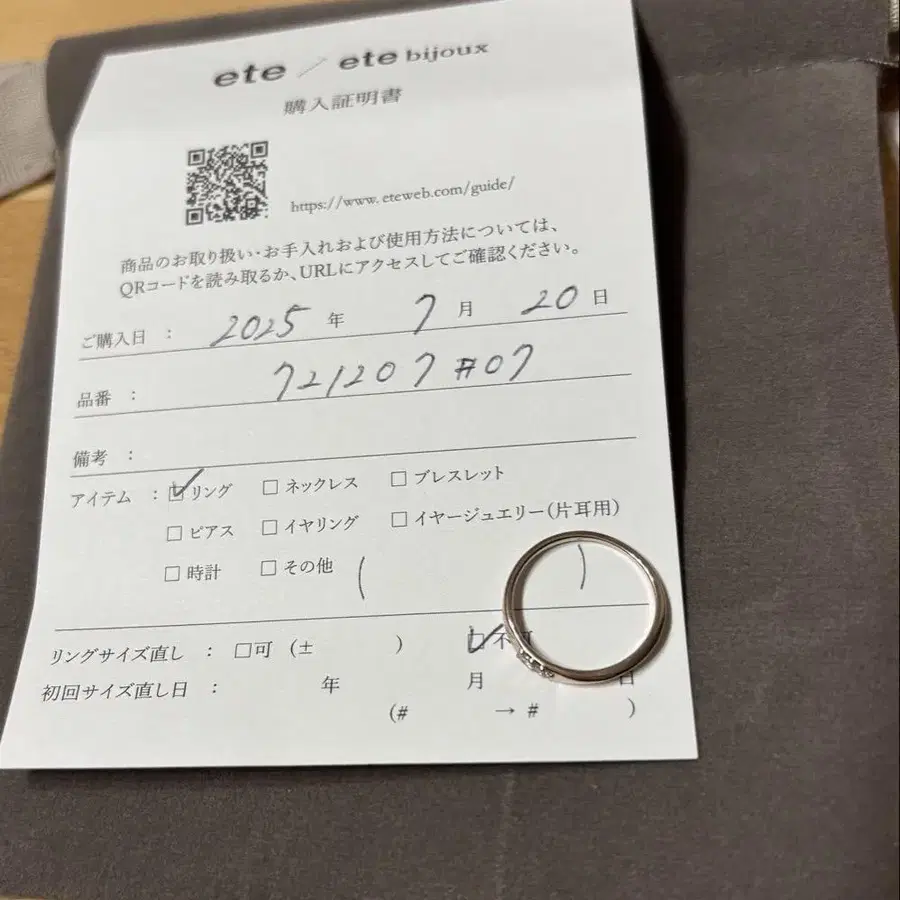 ete / ete bijoux
購入証明書
https://www.eteweb.com/guide/
商品のお取り扱い・お手入れおよび使用方法については、
QRコードを読み取るか、URLにアクセスしてご確認ください。
ご購入日 : 2025 年 7 月 20 日
品番 : 721207 #07
備考 :
アイテム : ☑リング □ネックレス □ブレスレット
□ピアス □イヤリング □イヤージュエリー(片耳用)
□時計 □その他 ( )
リングサイズ直し : □可 (± ) ☑不可
初回サイズ直し日 : 年 月 日
(# → # )